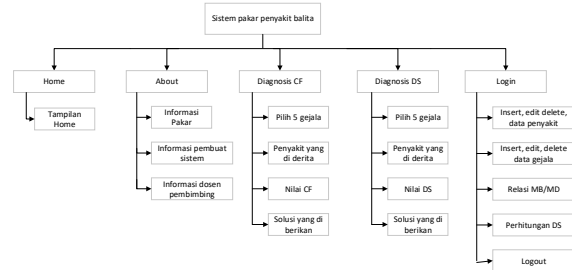 Sistem pakar penyakit balita
Home
About
Diagnosis CF
Diagnosis DS
Login
Tampilan
Home
Informasi
Pakar
Informasi pembuat
sistem
Informasi dosen
pembimbing
Pilih 5 gejala
Penyakit yang
di derita
Nilai CF
Solusi yang di
berikan
Pilih 5 gejala
Penyakit yang
di derita
Nilai DS
Solusi yang di
berikan
Insert, edit delete,
data penyakit
Insert, edit, delete
data gejala
Relasi MB/MD
Perhitungan DS
Logout